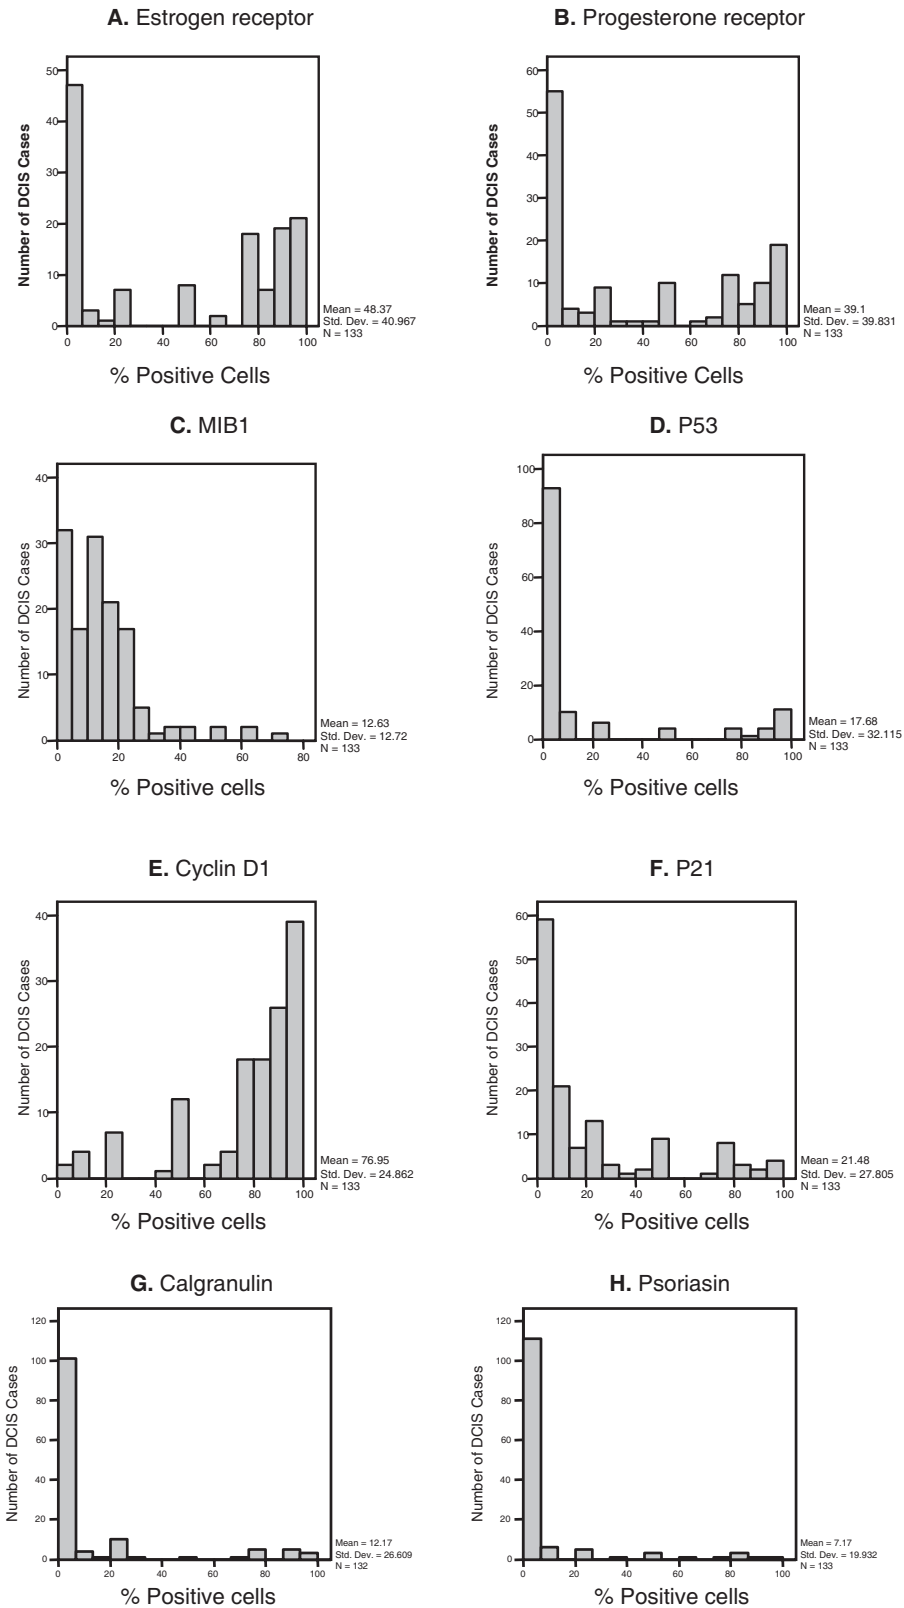 A. Estrogen receptor
50
40
30
20
10
0
Number of DCIS Cases
0 20 40 60 80 100
Mean = 48.37
Std. Dev. = 40.967
N = 133
% Positive Cells
B. Progesterone receptor
60
50
40
30
20
10
0
Number of DCIS Cases
0 20 40 60 80 100
Mean = 39.1
Std. Dev. = 39.831
N = 133
% Positive Cells
C. MIB1
40
30
20
10
0
Number of DCIS Cases
0 20 40 60 80
Mean = 12.63
Std. Dev. = 12.72
N = 133
% Positive cells
D. P53
100
80
60
40
20
0
Number of DCIS Cases
0 20 40 60 80 100
Mean = 17.68
Std. Dev. = 32.115
N = 133
% Positive cells
E. Cyclin D1
40
30
20
10
0
Number of DCIS Cases
0 20 40 60 80 100
Mean = 76.95
Std. Dev. = 24.862
N = 133
% Positive cells
F. P21
60
50
40
30
20
10
0
Number of DCIS Cases
0 20 40 60 80 100
Mean = 21.48
Std. Dev. = 27.805
N = 133
% Positive cells
G. Calgranulin
120
100
80
60
40
20
0
Number of DCIS Cases
0 20 40 60 80 100
Mean = 12.17
Std. Dev. = 26.609
N = 132
% Positive cells
H. Psoriasin
120
100
80
60
40
20
0
Number of DCIS Cases
0 20 40 60 80 100
Mean = 7.17
Std. Dev. = 19.932
N = 133
% Positive cells